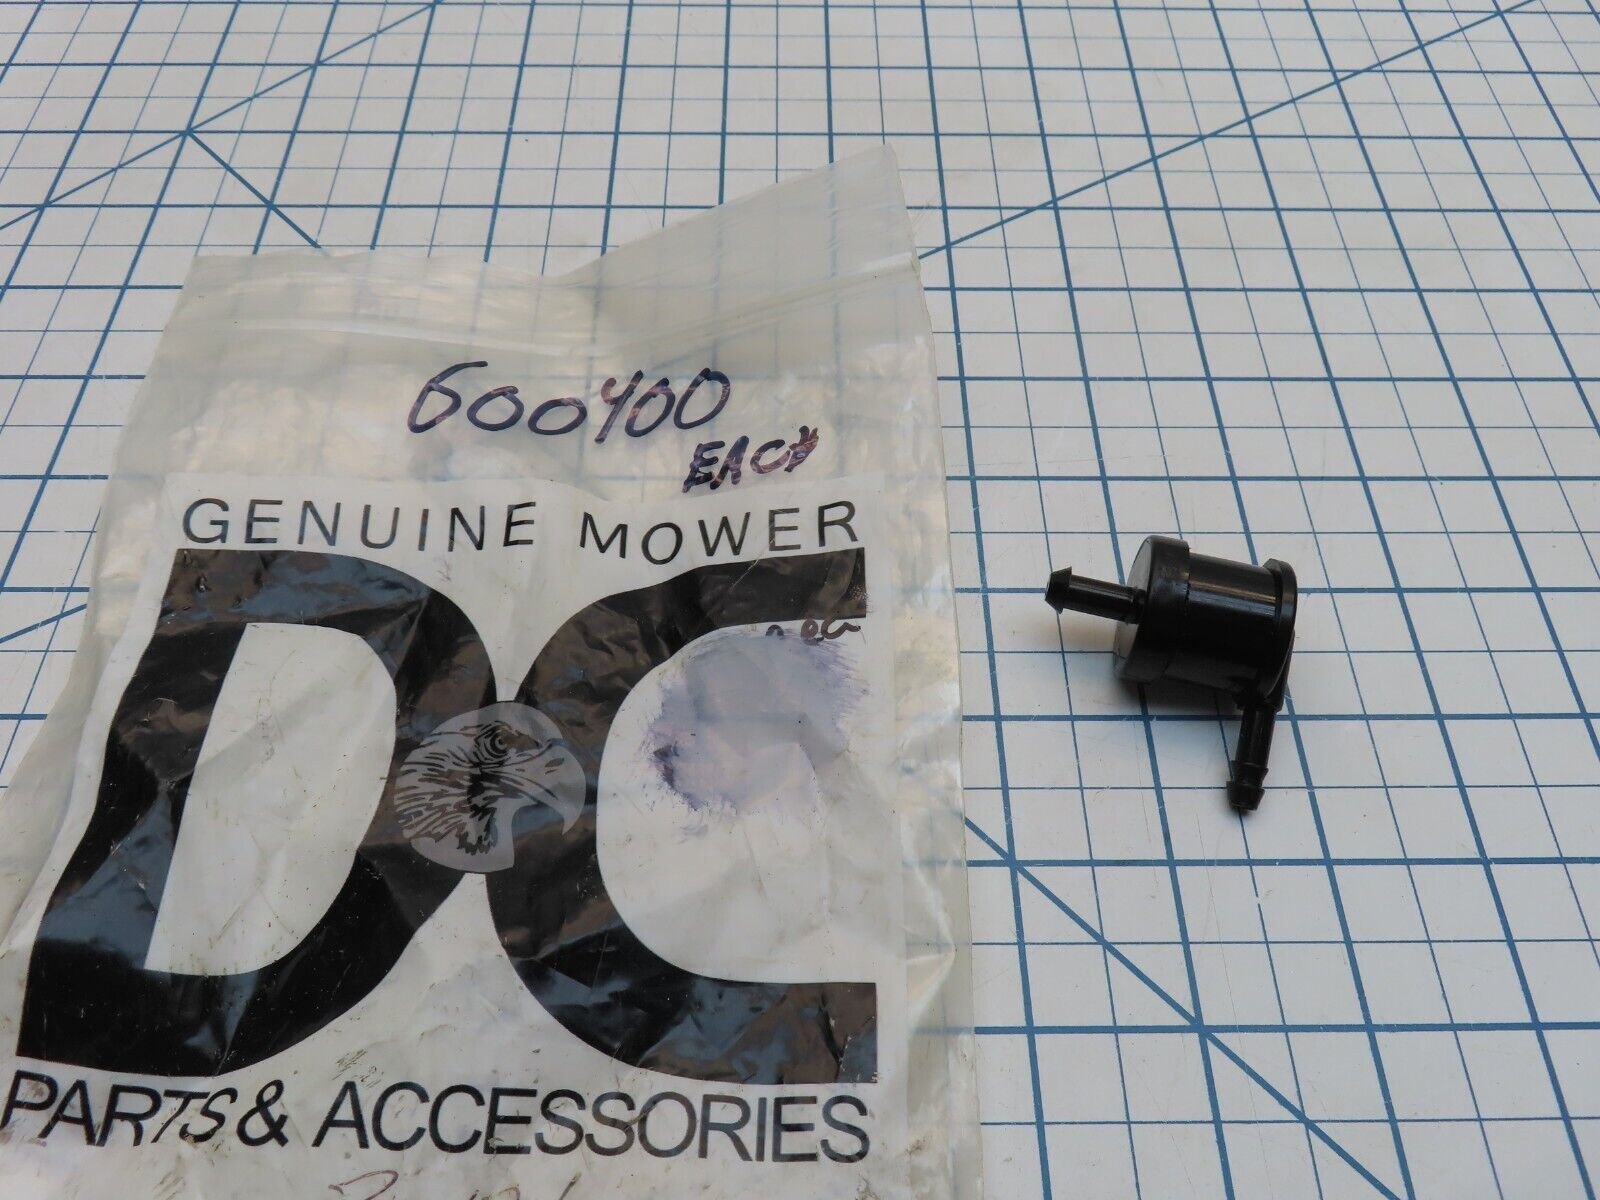 600400
EACH
GENUINE MOWER
DC
PARTS & ACCESSORIES